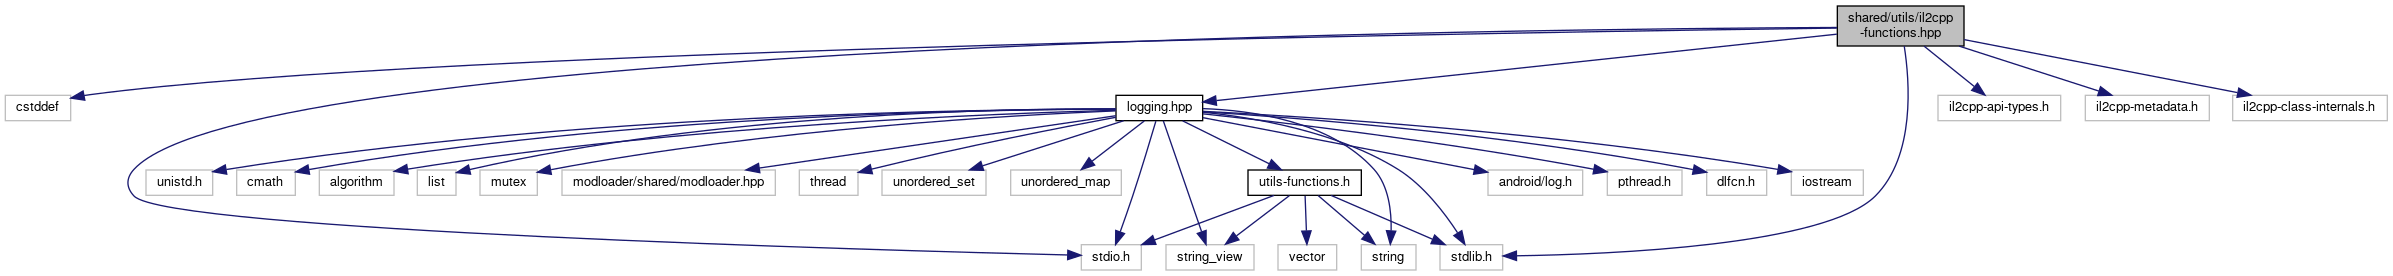 shared/utils/il2cpp
-functions.hpp
cstddef
logging.hpp
il2cpp-api-types.h
il2cpp-metadata.h
il2cpp-class-internals.h
unistd.h
cmath
algorithm
list
mutex
modloader/shared/modloader.hpp
thread
unordered_set
unordered_map
utils-functions.h
android/log.h
pthread.h
dlfcn.h
iostream
stdio.h
string_view
vector
string
stdlib.h